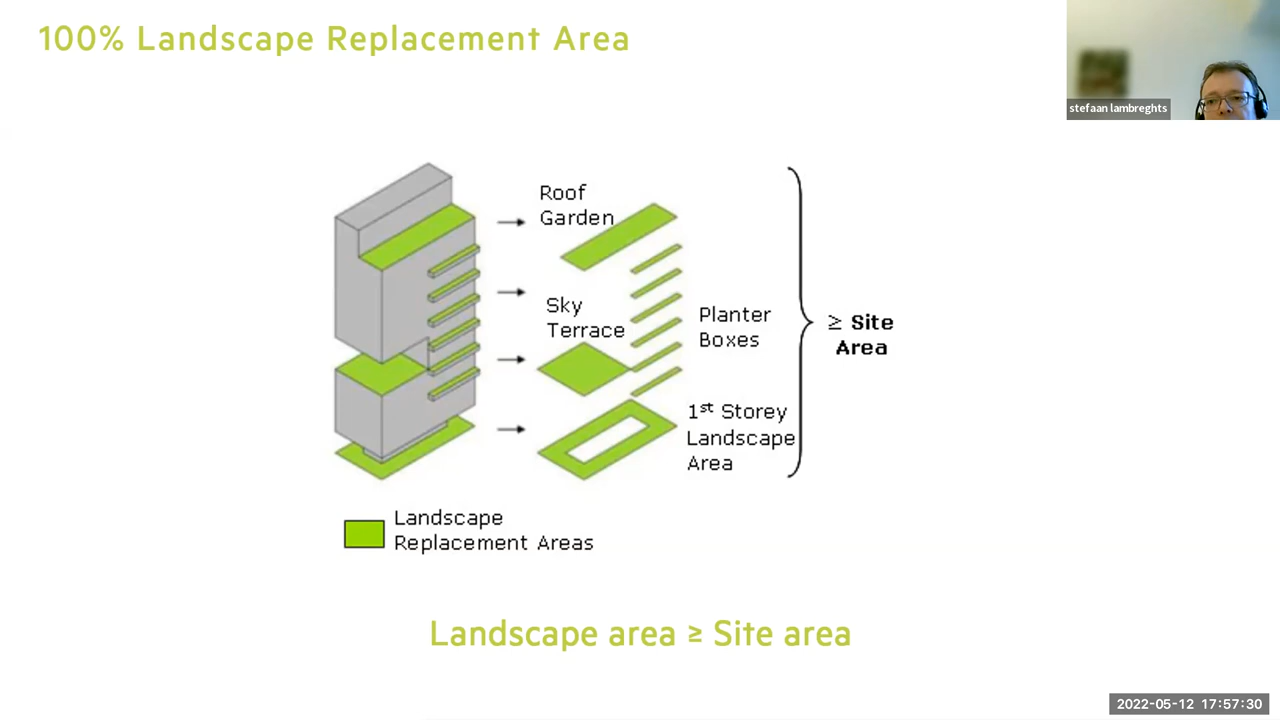 100% Landscape Replacement Area
stefaan lambreghts
Roof
Garden
Sky
Terrace
Planter
Boxes
≥ Site
Area
1st Storey
Landscape
Area
Landscape
Replacement Areas
Landscape area ≥ Site area
2022-05-12 17:57:30